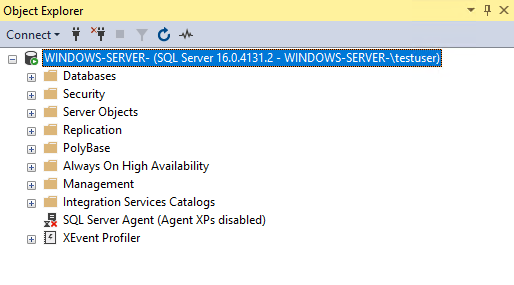 Object Explorer
Connect
WINDOWS-SERVER- (SQL Server 16.0.4131.2 - WINDOWS-SERVER-\testuser)
Databases
Security
Server Objects
Replication
PolyBase
Always On High Availability
Management
Integration Services Catalogs
SQL Server Agent (Agent XPs disabled)
XEvent Profiler